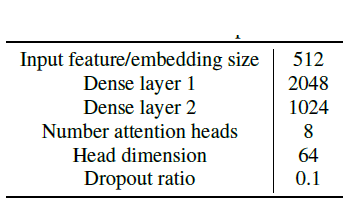 Input feature/embedding size 512
Dense layer 1 2048
Dense layer 2 1024
Number attention heads 8
Head dimension 64
Dropout ratio 0.1